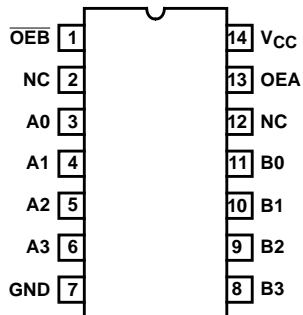 O̅E̅B̅ 1 14 VCC
NC 2 13 OEA
A0 3 12 NC
A1 4 11 B0
A2 5 10 B1
A3 6 9 B2
GND 7 8 B3